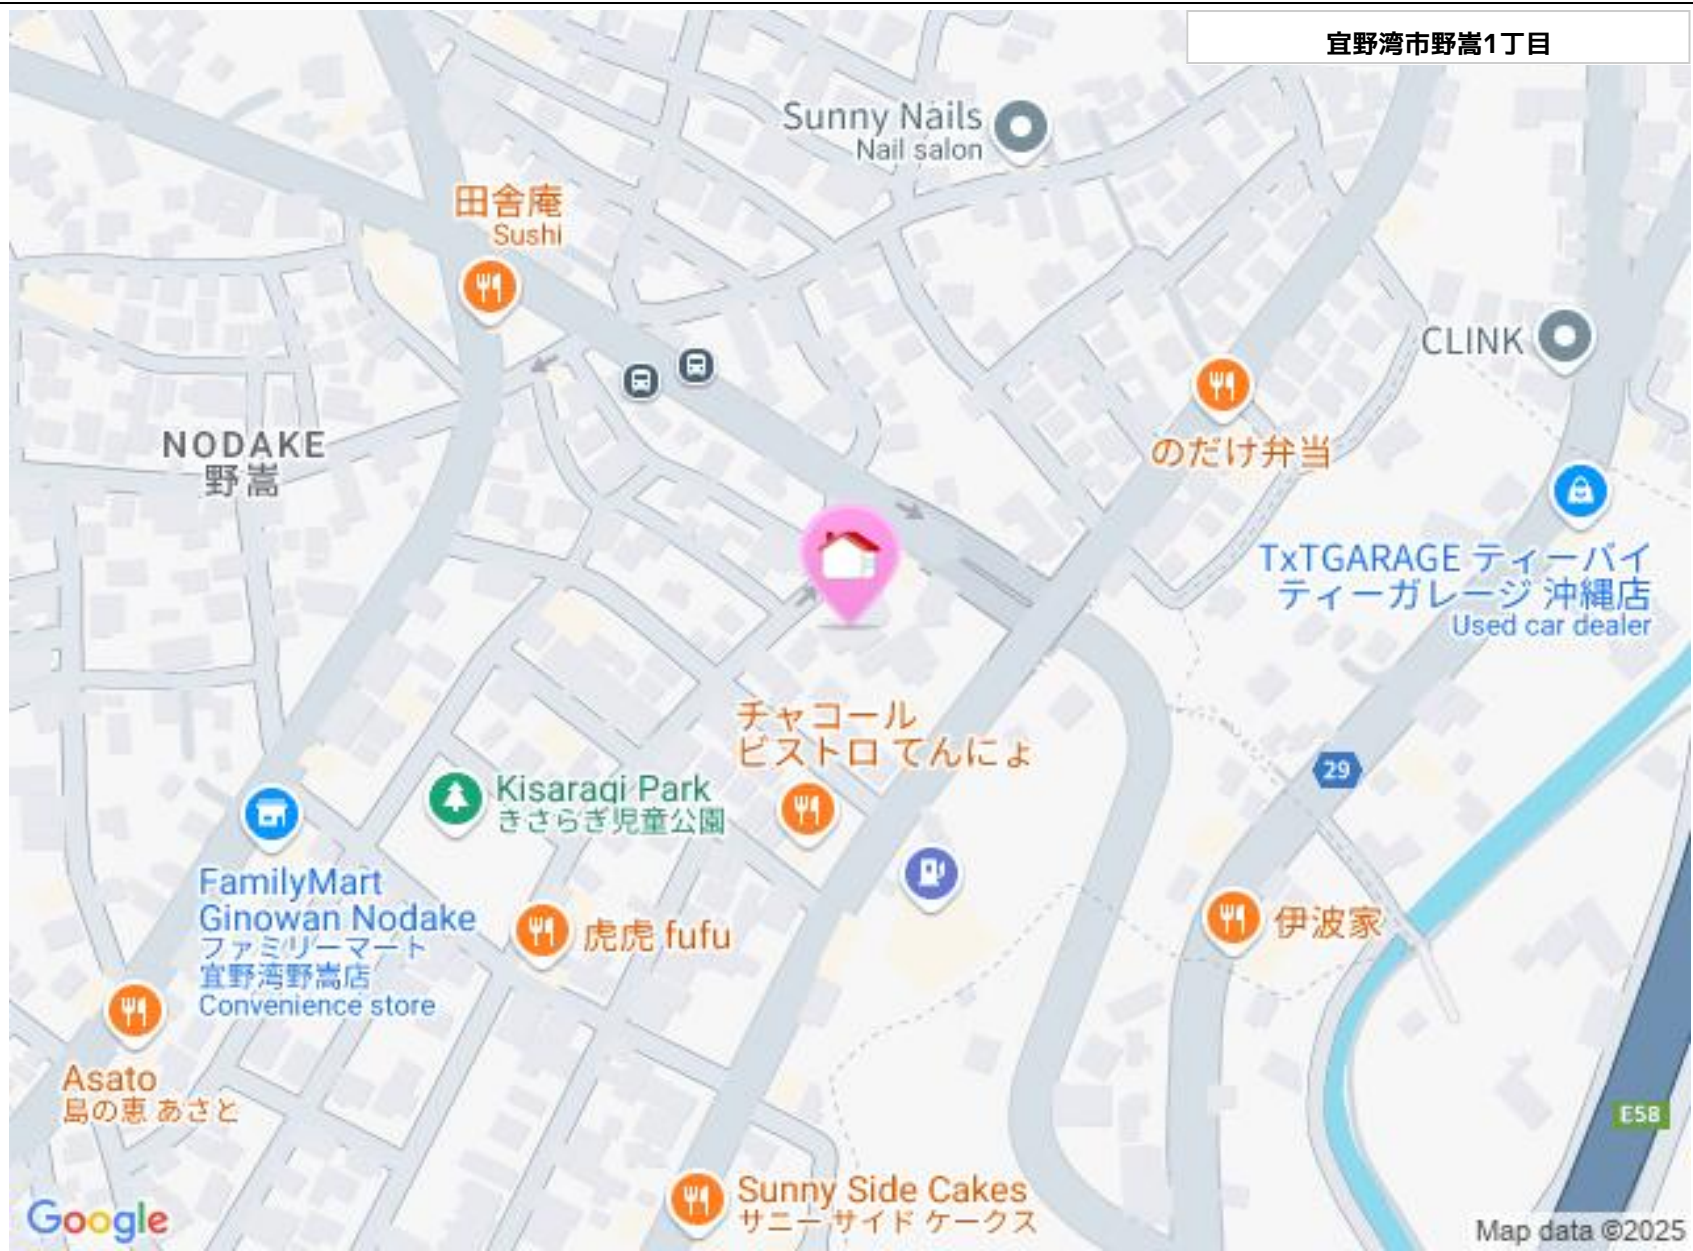 宜野湾市野嵩1丁目
Sunny Nails
Nail salon
田舎庵
Sushi
CLINK
NODAKE
野嵩
のだけ弁当
TxTGARAGE ティーバイ
ティーガレージ 沖縄店
Used car dealer
チャコール
ビストロ てんにょ
29
Kisaragi Park
きさらぎ児童公園
FamilyMart
Ginowan Nodake
ファミリーマート
宜野湾野嵩店
Convenience store
虎虎 fufu
伊波家
Asato
島の恵 あさと
E58
Sunny Side Cakes
サニー サイド ケークス
Google
Map data ©2025